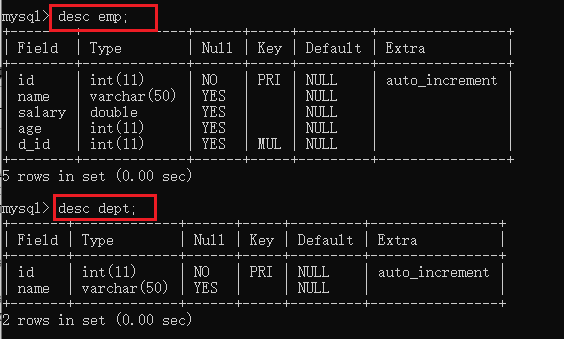 mysql> desc emp;
+--------+-------------+------+-----+---------+----------------+
| Field | Type | Null | Key | Default | Extra |
+--------+-------------+------+-----+---------+----------------+
| id | int(11) | NO | PRI | NULL | auto_increment |
| name | varchar(50) | YES | | NULL | |
| salary | double | YES | | NULL | |
| age | int(11) | YES | | NULL | |
| d_id | int(11) | YES | MUL | NULL | |
+--------+-------------+------+-----+---------+----------------+
5 rows in set (0.00 sec)
mysql> desc dept;
+-------+-------------+------+-----+---------+----------------+
| Field | Type | Null | Key | Default | Extra |
+-------+-------------+------+-----+---------+----------------+
| id | int(11) | NO | PRI | NULL | auto_increment |
| name | varchar(50) | YES | | NULL | |
+-------+-------------+------+-----+---------+----------------+
2 rows in set (0.00 sec)